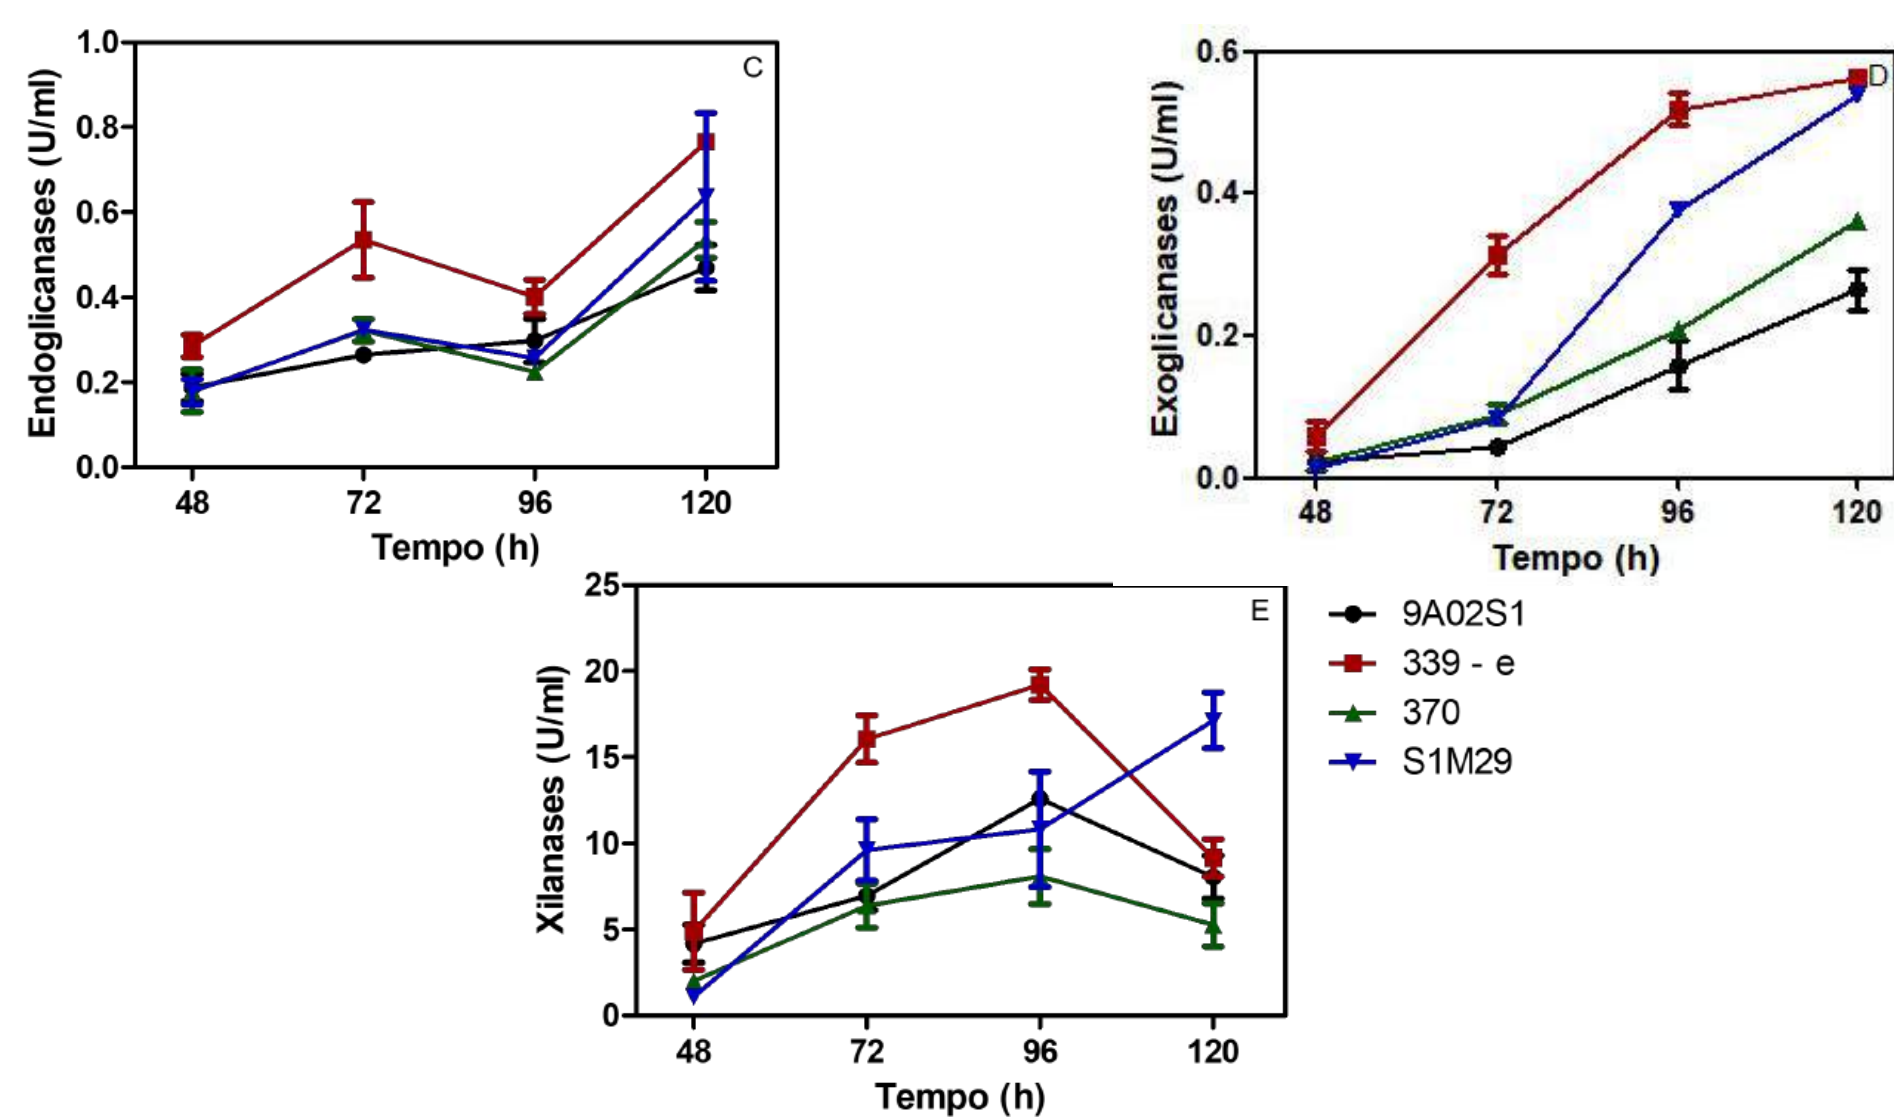 C
Endoglicanases (U/ml)
1.0
0.8
0.6
0.4
0.2
0.0
48 72 96 120
Tempo (h)
D
Exoglicanases (U/ml)
0.6
0.4
0.2
0.0
48 72 96 120
Tempo (h)
E
Xilanases (U/ml)
25
20
15
10
5
0
48 72 96 120
Tempo (h)
9A02S1
339 - e
370
S1M29